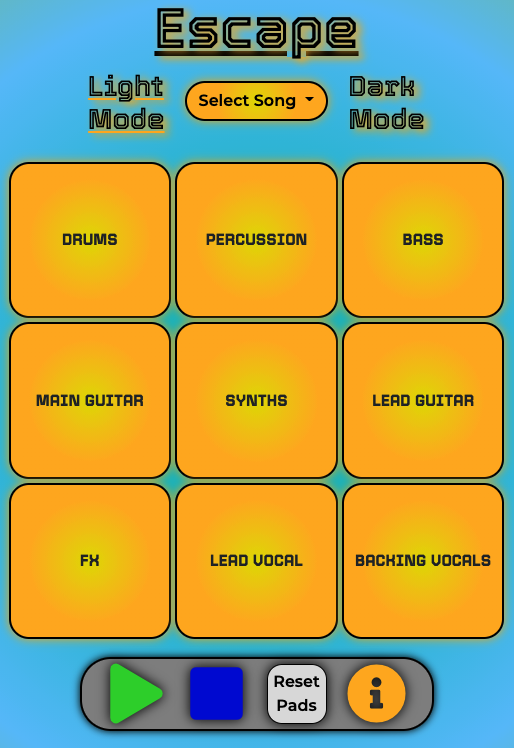 Escape
Light Mode
Select Song
Dark Mode
DRUMS
PERCUSSION
BASS
MAIN GUITAR
SYNTHS
LEAD GUITAR
FX
LEAD VOCAL
BACKING VOCALS
Reset
Pads
i